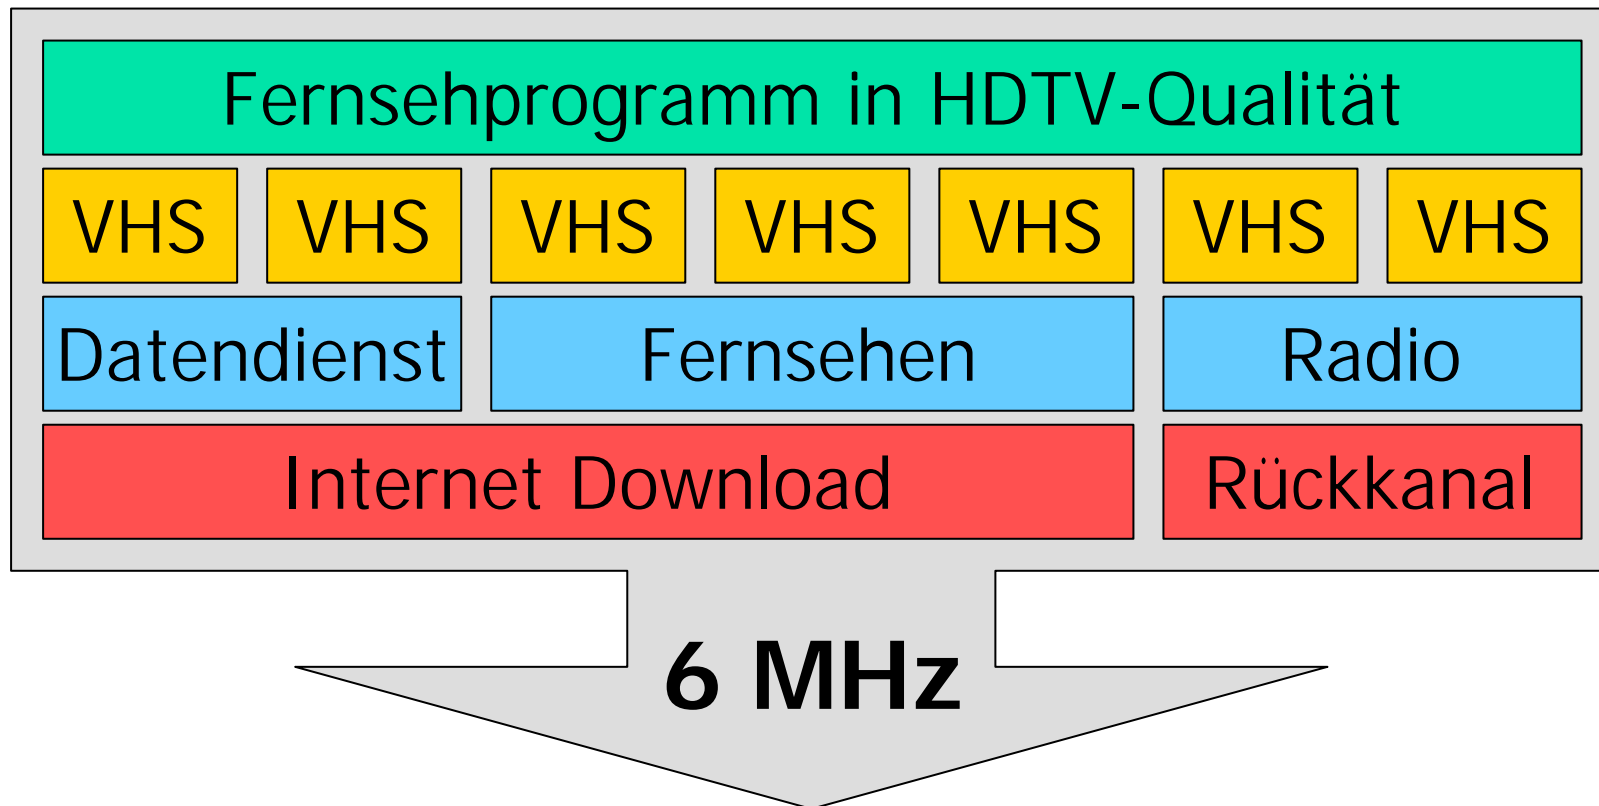 Fernsehprogramm in HDTV-Qualität
VHS VHS VHS VHS VHS VHS VHS
Datendienst Fernsehen Radio
Internet Download Rückkanal
6 MHz